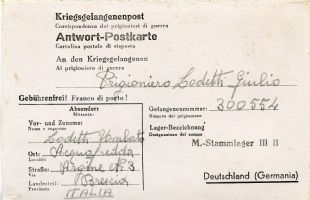 Kriegsgefangenenpost
Corrispondenza dei prigionieri di guerra
Antwort-Postkarte
Cartolina postale di risposta
An den Kriegsgefangenen
Al prigioniero di guerra
Prigioniero Lodetti Giulio
Gebührenfrei! Franco di porto!
Absender:
Mittente:
Vor- und Zuname:
Nome e cognome
Lodetti
Ort: Acquafredda
Località
Straße: N. 3
Via
Landesteil: Brescia
Provincia
ITALIA
Gefangenennummer: 300554
Numero del prigioniero
Lager-Bezeichnung
Designazione del campo
M.-Stammlager III B
Deutschland (Germania)